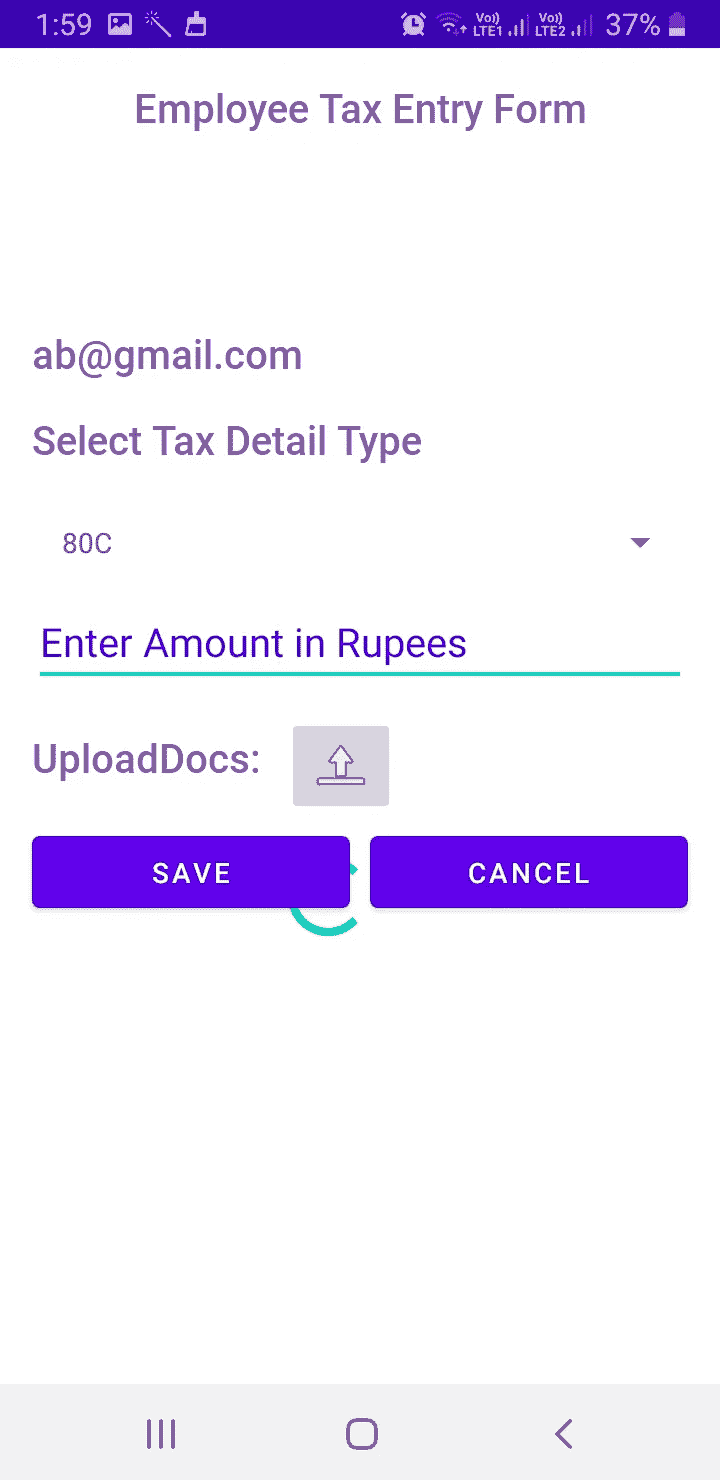 1:59 Vo)) LTE1 Vo)) LTE2 37%
Employee Tax Entry Form
ab@gmail.com
Select Tax Detail Type
80C
Enter Amount in Rupees
UploadDocs:
SAVE CANCEL